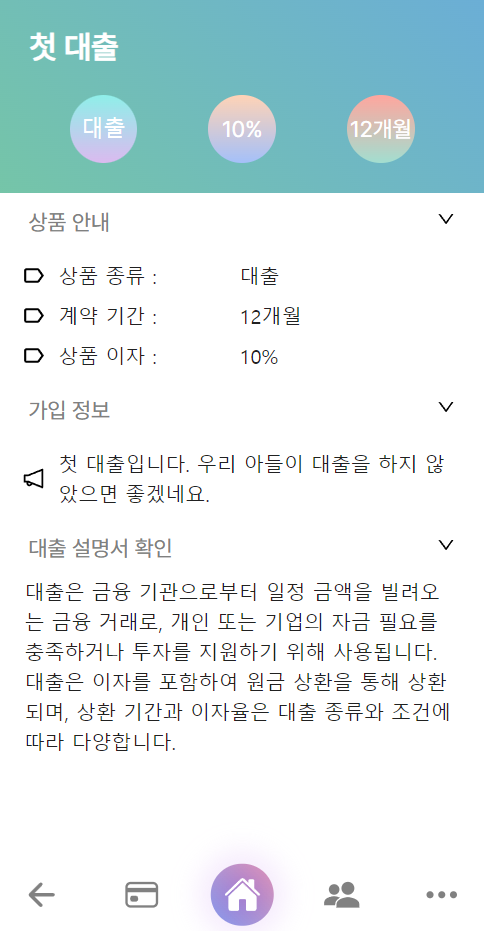 첫 대출
대출 10% 12개월
상품 안내
상품 종류 : 대출
계약 기간 : 12개월
상품 이자 : 10%
가입 정보
첫 대출입니다. 우리 아들이 대출을 하지 않
았으면 좋겠네요.
대출 설명서 확인
대출은 금융 기관으로부터 일정 금액을 빌려오
는 금융 거래로, 개인 또는 기업의 자금 필요를
충족하거나 투자를 지원하기 위해 사용됩니다.
대출은 이자를 포함하여 원금 상환을 통해 상환
되며, 상환 기간과 이자율은 대출 종류와 조건에
따라 다양합니다.